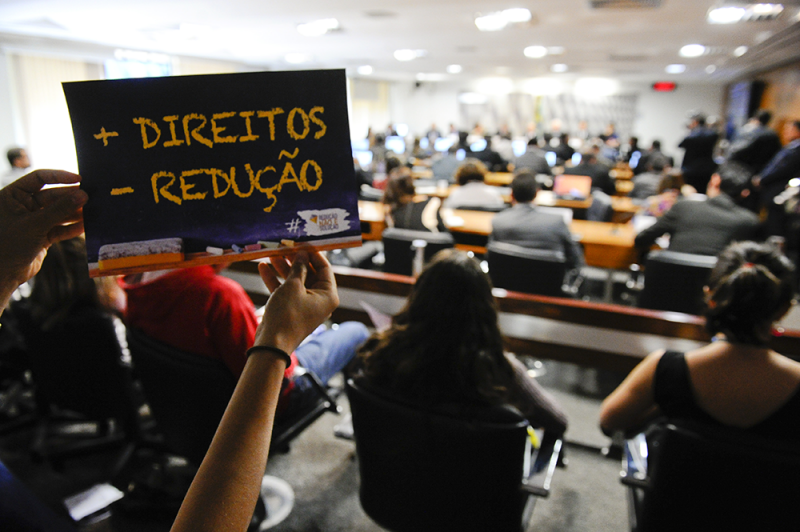 + DIREITOS
- REDUÇÃO
#